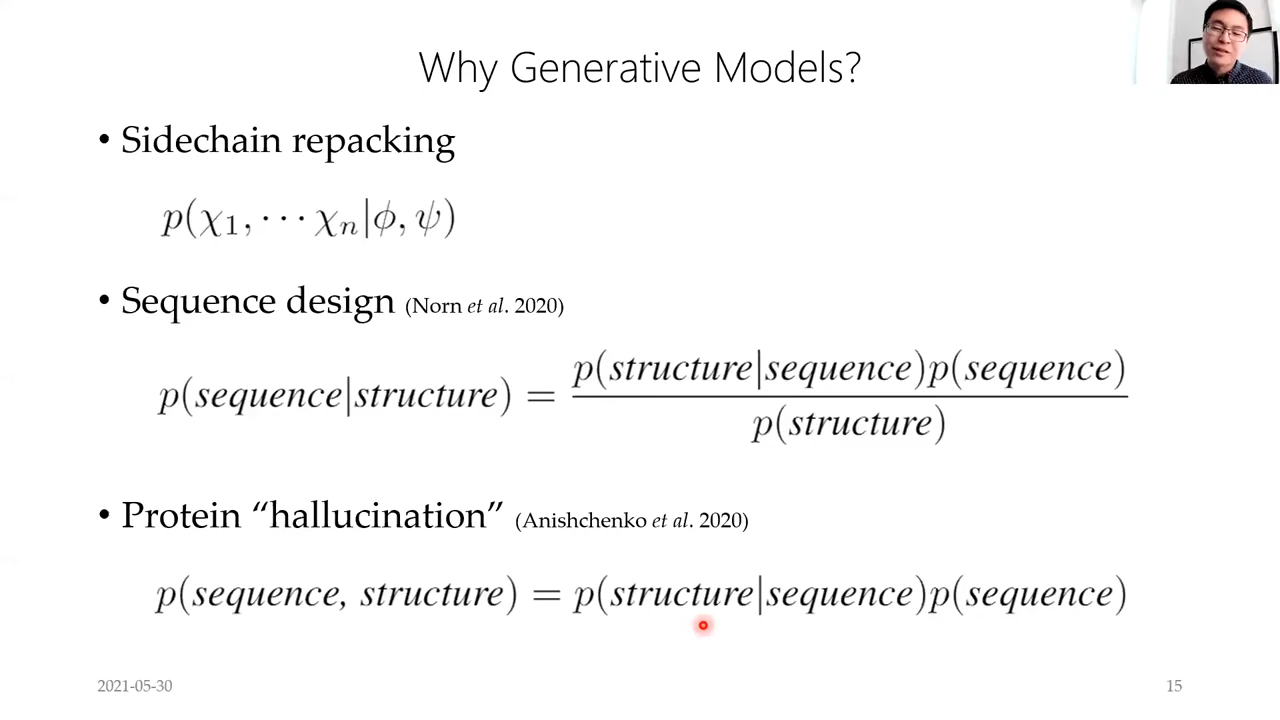 Why Generative Models?
• Sidechain repacking
p(χ₁, ⋯ χₙ|ϕ, ψ)
• Sequence design (Norn et al. 2020)
p(sequence|structure) = p(structure|sequence)p(sequence) / p(structure)
• Protein “hallucination” (Anishchenko et al. 2020)
p(sequence, structure) = p(structure|sequence)p(sequence)
2021-05-30
15